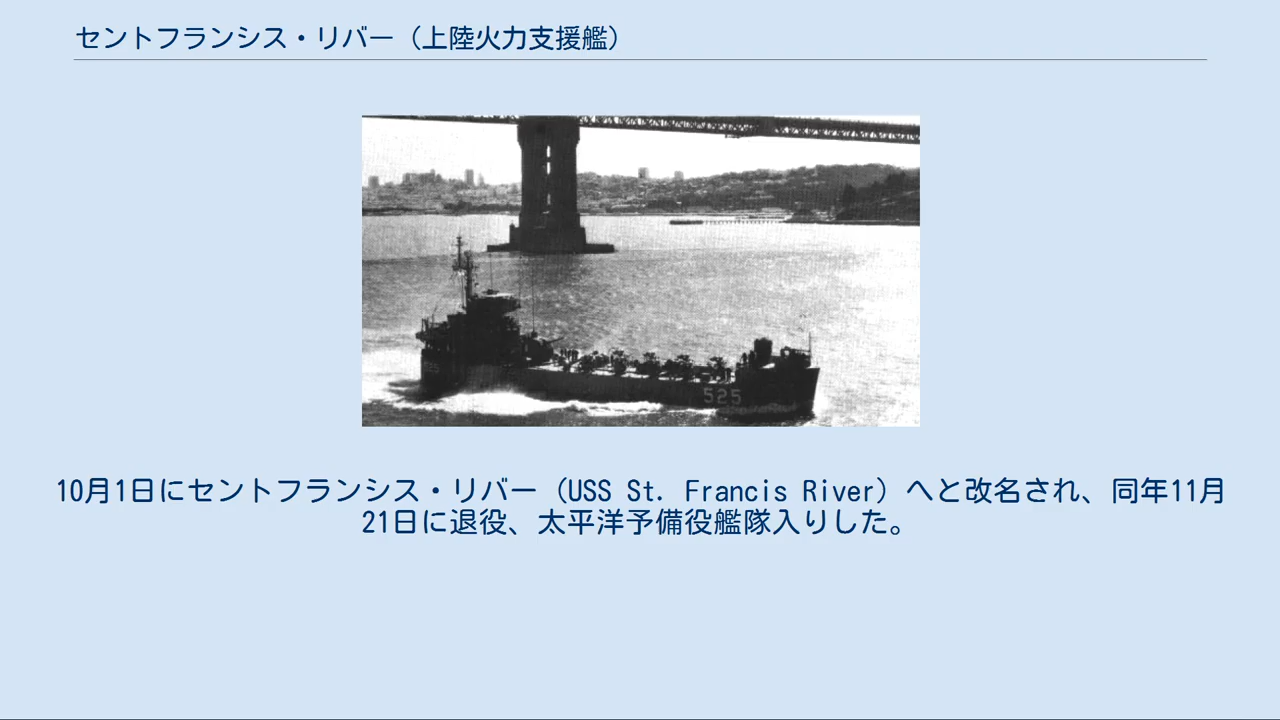 セントフランシス・リバー（上陸火力支援艦）
525
10月1日にセントフランシス・リバー（USS St. Francis River）へと改名され、同年11月
21日に退役、太平洋予備役艦隊入りした。